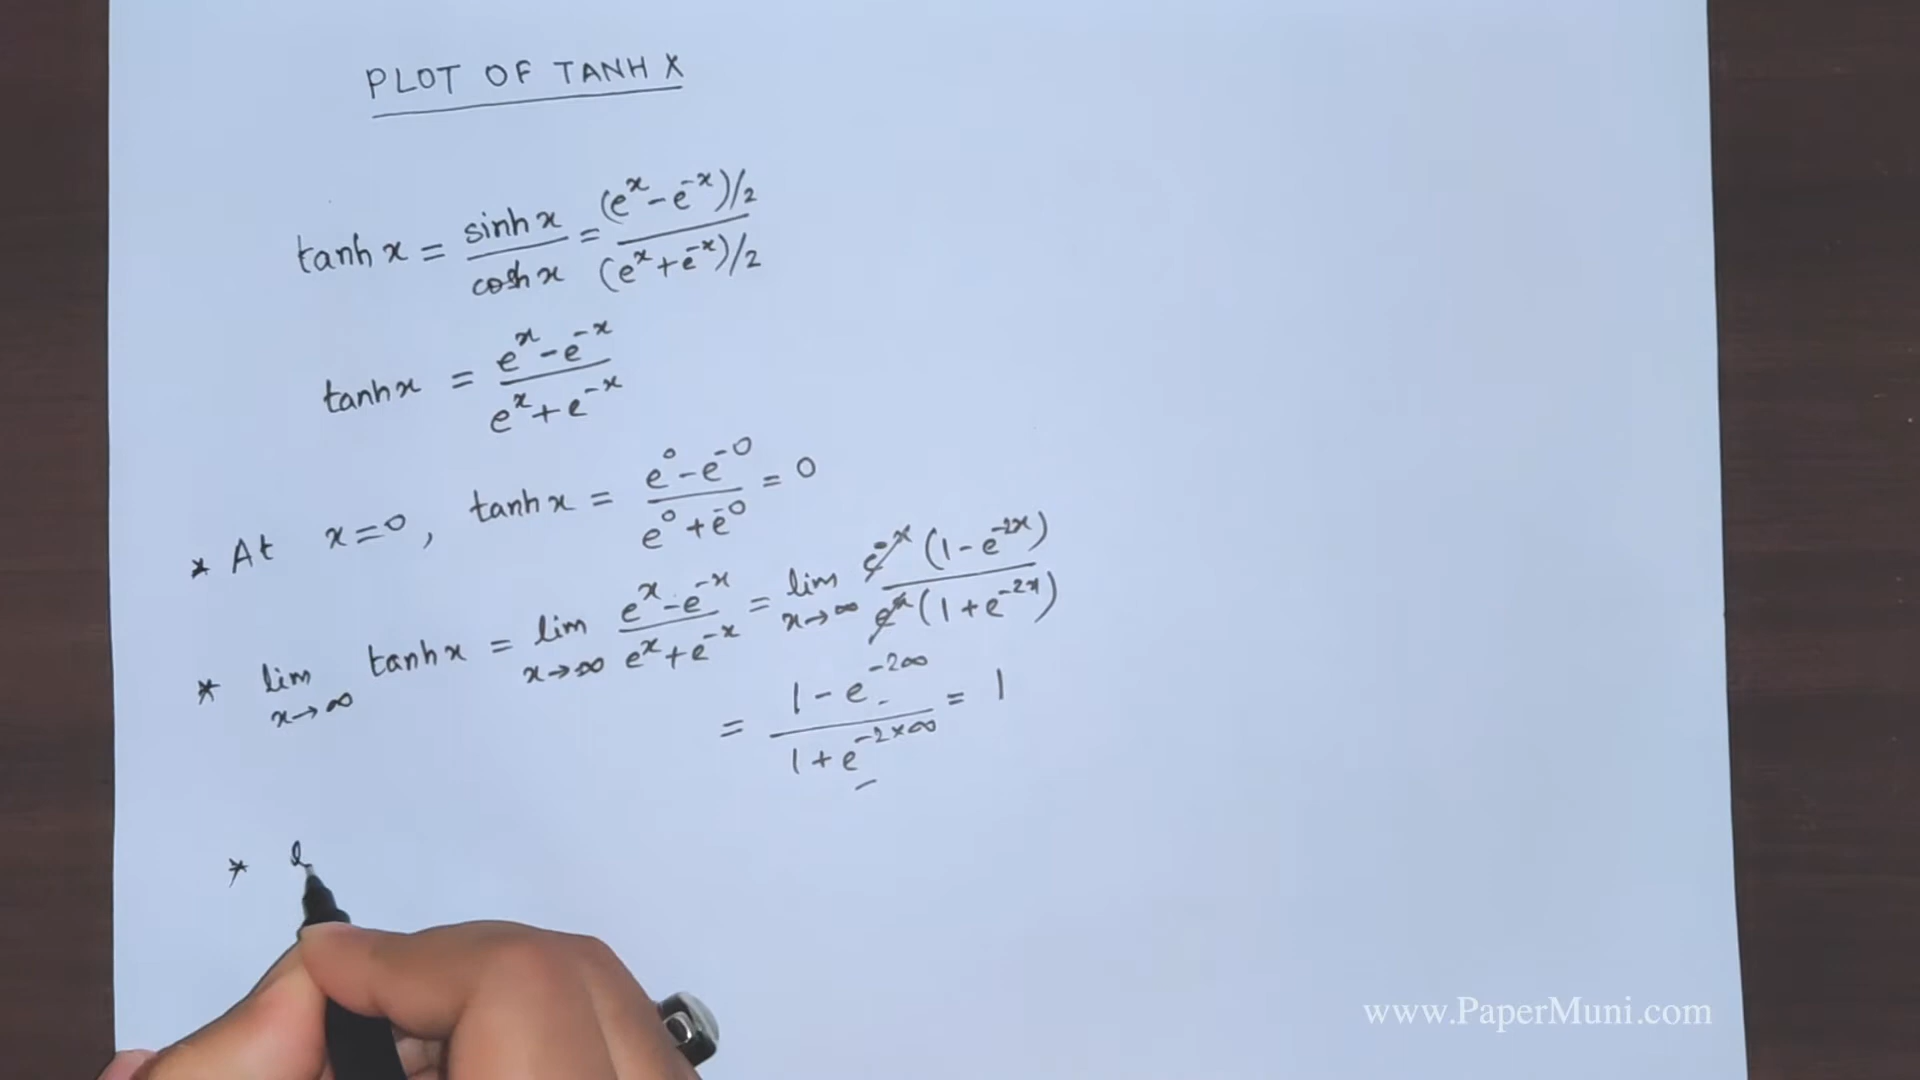 PLOT OF TANH X
tanh x = sinh x / cosh x = (e^x - e^-x)/2 / (e^x + e^-x)/2
tanh x = e^x - e^-x / e^x + e^-x
* At x=0, tanh x = e^0 - e^-0 / e^0 + e^-0 = 0
* lim x→∞ tanh x = lim x→∞ e^x - e^-x / e^x + e^-x = lim x→∞ e^-x (1 - e^-2x) / e^x (1 + e^-2x)
= 1 - e^-2∞ / 1 + e^-2×∞ = 1
* l
www.PaperMuni.com